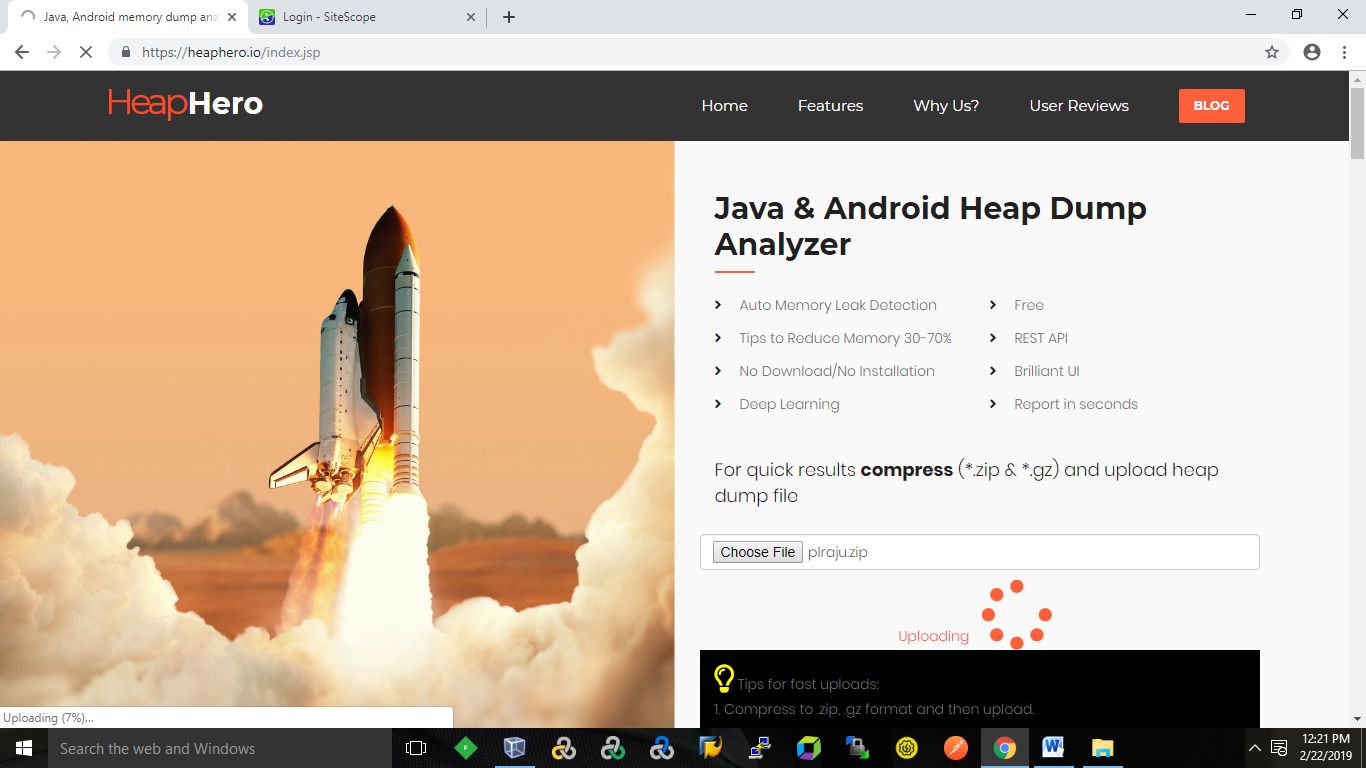 Java, Android memory dump ana
Login - SiteScope
https://heaphero.io/index.jsp
HeapHero
Home
Features
Why Us?
User Reviews
BLOG
Java & Android Heap Dump
Analyzer
Auto Memory Leak Detection
Free
Tips to Reduce Memory 30-70%
REST API
No Download/No Installation
Brilliant UI
Deep Learning
Report in seconds
For quick results compress (*.zip & *.gz) and upload heap
dump file
Choose File plraju.zip
Uploading
Tips for fast uploads:
1. Compress to .zip, .gz format and then upload.
Uploading (7%)...
Search the web and Windows
12:21 PM
2/22/2019